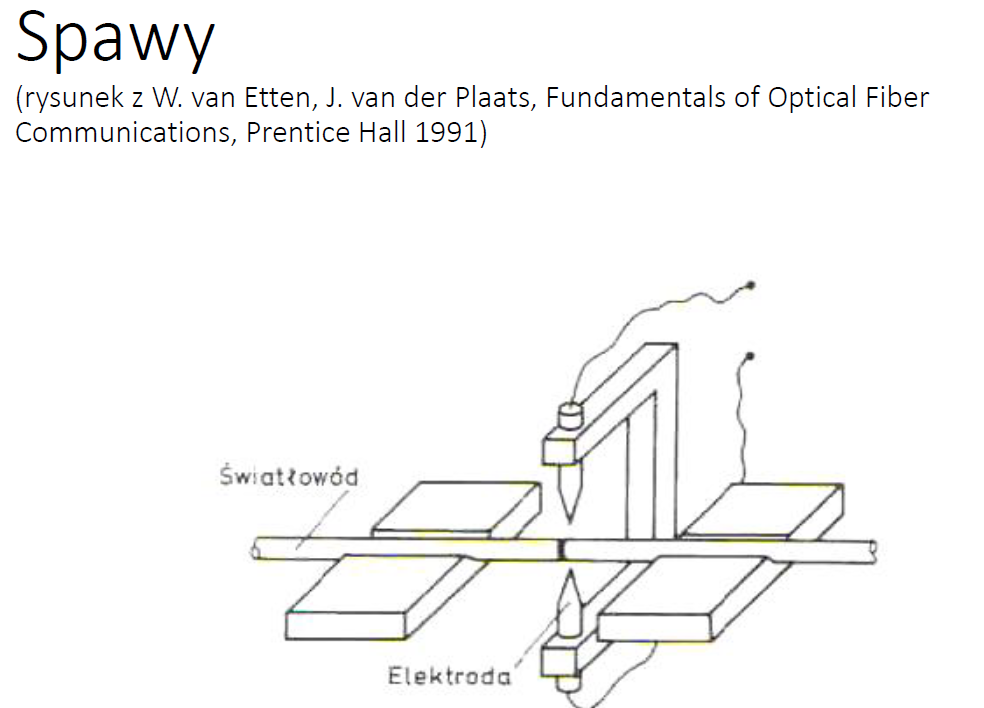 Spawy
(rysunek z W. van Etten, J. van der Plaats, Fundamentals of Optical Fiber
Communications, Prentice Hall 1991)
Światłowód
Elektroda